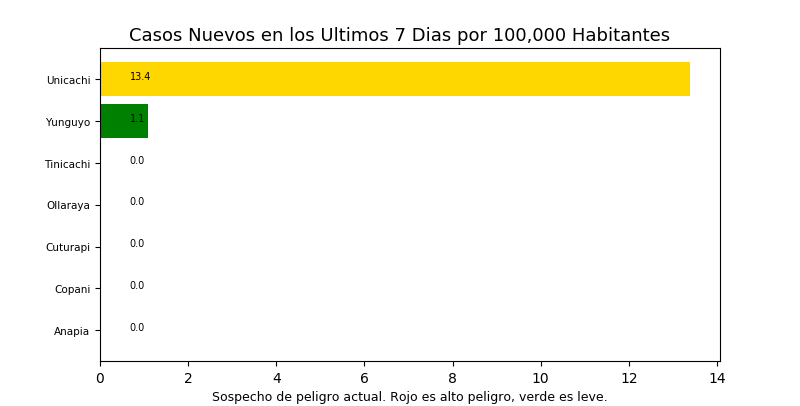 Casos Nuevos en los Ultimos 7 Dias por 100,000 Habitantes
Unicachi 13.4
Yunguyo 1.1
Tinicachi 0.0
Ollaraya 0.0
Cuturapi 0.0
Copani 0.0
Anapia 0.0
0 2 4 6 8 10 12 14
Sospecho de peligro actual. Rojo es alto peligro, verde es leve.